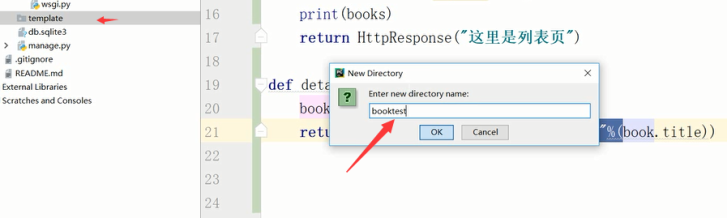 wsgi.py
template
db.sqlite3
manage.py
.gitignore
README.md
External Libraries
Scratches and Consoles
16 print(books)
17 return HttpResponse("这里是列表页")
18
19 def deta
20 book
21 retu "%(book.title))
22
23
24
New Directory
Enter new directory name:
booktest
OK Cancel